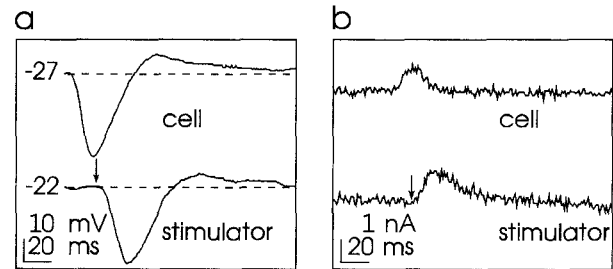 a
b
-27
cell
cell
-22
10 mV
20 ms
stimulator
1 nA
20 ms
stimulator